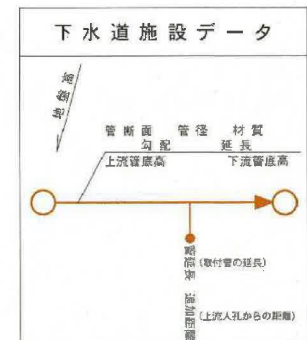 下水道施設データ
地盤高
管断面 管径 材質
勾配 延長
上流管底高 下流管底高
管延長 (取付管の延長)
追加距離 (上流人孔からの距離)